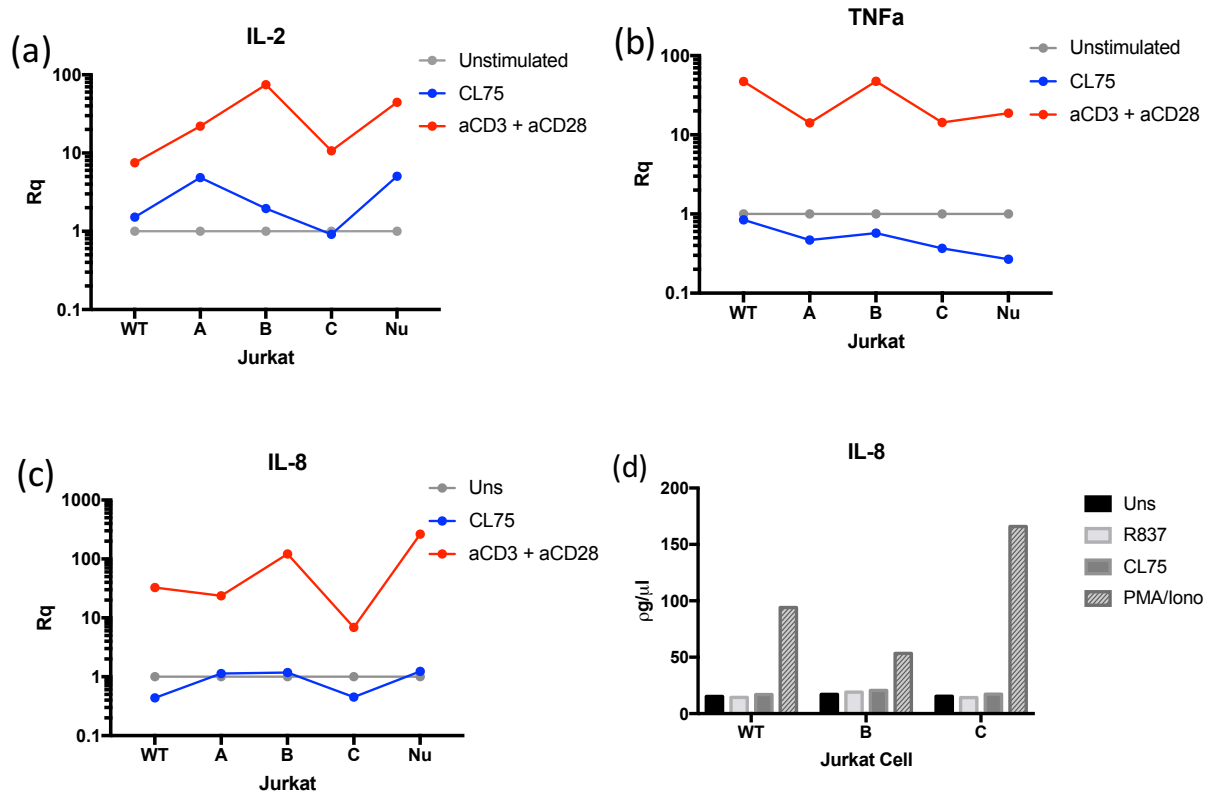 (a)
IL-2
Unstimulated
CL75
aCD3 + aCD28
100
10
1
0.1
Rq
WT A B C Nu
Jurkat
(b)
TNFa
Unstimulated
CL75
aCD3 + aCD28
100
10
1
0.1
Rq
WT A B C Nu
Jurkat
(c)
IL-8
Uns
CL75
aCD3 + aCD28
1000
100
10
1
0.1
Rq
WT A B C Nu
Jurkat
(d)
IL-8
Uns
R837
CL75
PMA/Iono
200
150
100
50
0
ρg/μl
WT B C
Jurkat Cell